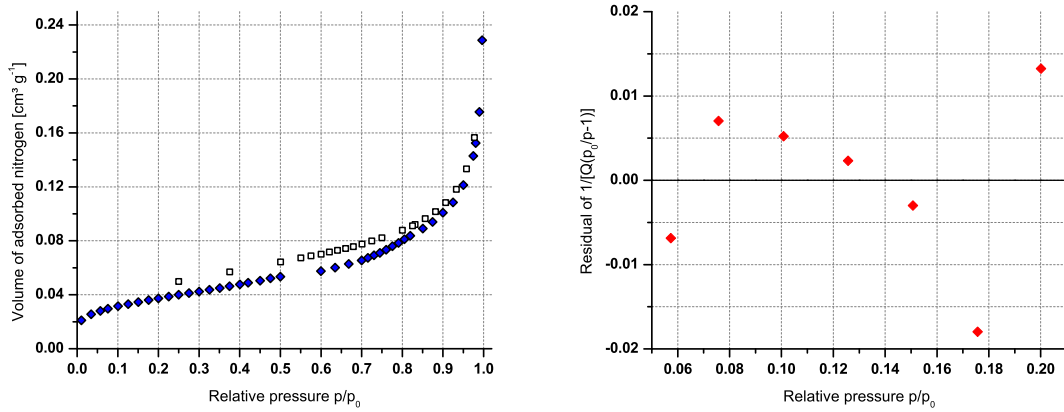 Volume of adsorbed nitrogen [cm³ g⁻¹]
0.24
0.20
0.16
0.12
0.08
0.04
0.00
0.0 0.1 0.2 0.3 0.4 0.5 0.6 0.7 0.8 0.9 1.0
Relative pressure p/p₀
Residual of 1/[Q(p₀/p-1)]
0.02
0.01
0.00
-0.01
-0.02
0.06 0.08 0.10 0.12 0.14 0.16 0.18 0.20
Relative pressure p/p₀